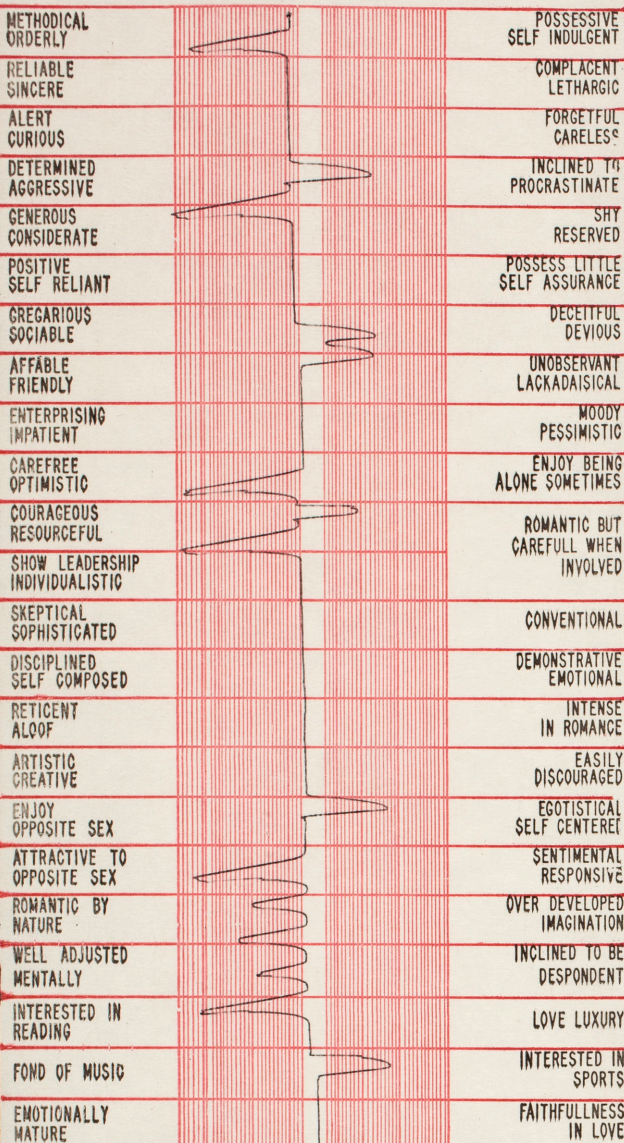 METHODICAL
ORDERLY
POSSESSIVE
SELF INDULGENT
RELIABLE
SINCERE
COMPLACENT
LETHARGIC
ALERT
CURIOUS
FORGETFUL
CARELESS
DETERMINED
AGGRESSIVE
INCLINED TO
PROCRASTINATE
GENEROUS
CONSIDERATE
SHY
RESERVED
POSITIVE
SELF RELIANT
POSSESS LITTLE
SELF ASSURANCE
GREGARIOUS
SOCIABLE
DECEITFUL
DEVIOUS
AFFABLE
FRIENDLY
UNOBSERVANT
LACKADAISICAL
ENTERPRISING
IMPATIENT
MOODY
PESSIMISTIC
CAREFREE
OPTIMISTIC
ENJOY BEING
ALONE SOMETIMES
COURAGEOUS
RESOURCEFUL
ROMANTIC BUT
CAREFULL WHEN
INVOLVED
SHOW LEADERSHIP
INDIVIDUALISTIC
SKEPTICAL
SOPHISTICATED
CONVENTIONAL
DISCIPLINED
SELF COMPOSED
DEMONSTRATIVE
EMOTIONAL
RETICENT
ALOOF
INTENSE
IN ROMANCE
ARTISTIC
CREATIVE
EASILY
DISCOURAGED
ENJOY
OPPOSITE SEX
EGOTISTICAL
SELF CENTERED
ATTRACTIVE TO
OPPOSITE SEX
SENTIMENTAL
RESPONSIVE
ROMANTIC BY
NATURE
OVER DEVELOPED
IMAGINATION
WELL ADJUSTED
MENTALLY
INCLINED TO BE
DESPONDENT
INTERESTED IN
READING
LOVE LUXURY
FOND OF MUSIC
INTERESTED IN
SPORTS
EMOTIONALLY
MATURE
FAITHFULLNESS
IN LOVE